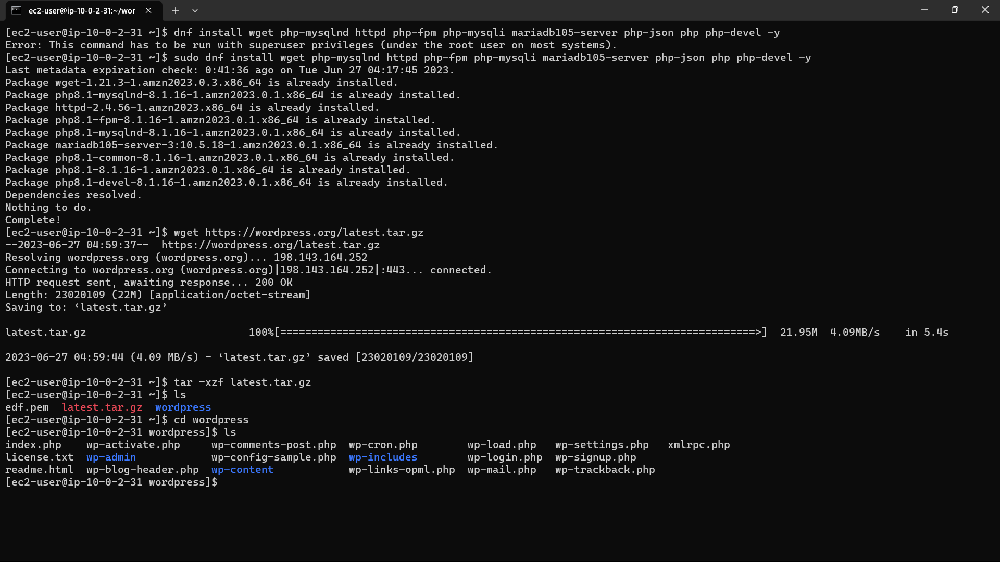 ec2-user@ip-10-0-2-31:~/wor
[ec2-user@ip-10-0-2-31 ~]$ dnf install wget php-mysqlnd httpd php-fpm php-mysqli mariadb105-server php-json php php-devel -y
Error: This command has to be run with superuser privileges (under the root user on most systems).
[ec2-user@ip-10-0-2-31 ~]$ sudo dnf install wget php-mysqlnd httpd php-fpm php-mysqli mariadb105-server php-json php php-devel -y
Last metadata expiration check: 0:41:36 ago on Tue Jun 27 04:17:45 2023.
Package wget-1.21.3-1.amzn2023.0.3.x86_64 is already installed.
Package php8.1-mysqlnd-8.1.16-1.amzn2023.0.1.x86_64 is already installed.
Package httpd-2.4.56-1.amzn2023.x86_64 is already installed.
Package php8.1-fpm-8.1.16-1.amzn2023.0.1.x86_64 is already installed.
Package php8.1-mysqlnd-8.1.16-1.amzn2023.0.1.x86_64 is already installed.
Package mariadb105-server-3:10.5.18-1.amzn2023.0.1.x86_64 is already installed.
Package php8.1-common-8.1.16-1.amzn2023.0.1.x86_64 is already installed.
Package php8.1-8.1.16-1.amzn2023.0.1.x86_64 is already installed.
Package php8.1-devel-8.1.16-1.amzn2023.0.1.x86_64 is already installed.
Dependencies resolved.
Nothing to do.
Complete!
[ec2-user@ip-10-0-2-31 ~]$ wget https://wordpress.org/latest.tar.gz
--2023-06-27 04:59:37--  https://wordpress.org/latest.tar.gz
Resolving wordpress.org (wordpress.org)... 198.143.164.252
Connecting to wordpress.org (wordpress.org)|198.143.164.252|:443... connected.
HTTP request sent, awaiting response... 200 OK
Length: 23020109 (22M) [application/octet-stream]
Saving to: ‘latest.tar.gz’
latest.tar.gz                          100%[============================================================================>]  21.95M  4.09MB/s    in 5.4s
2023-06-27 04:59:44 (4.09 MB/s) - ‘latest.tar.gz’ saved [23020109/23020109]
[ec2-user@ip-10-0-2-31 ~]$ tar -xzf latest.tar.gz
[ec2-user@ip-10-0-2-31 ~]$ ls
edf.pem  latest.tar.gz  wordpress
[ec2-user@ip-10-0-2-31 ~]$ cd wordpress
[ec2-user@ip-10-0-2-31 wordpress]$ ls
index.php    wp-activate.php     wp-comments-post.php  wp-cron.php        wp-load.php   wp-settings.php   xmlrpc.php
license.txt  wp-admin            wp-config-sample.php  wp-includes        wp-login.php  wp-signup.php
readme.html  wp-blog-header.php  wp-content            wp-links-opml.php  wp-mail.php   wp-trackback.php
[ec2-user@ip-10-0-2-31 wordpress]$